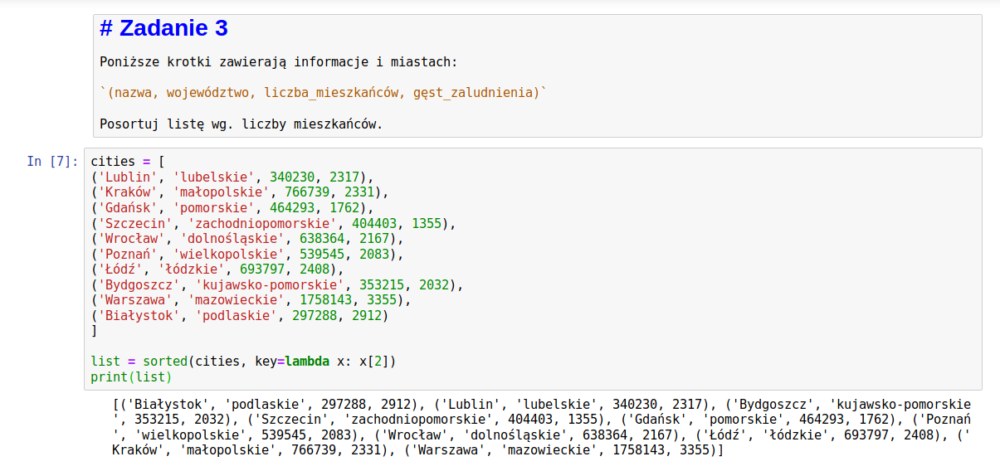 # Zadanie 3
Poniższe krotki zawierają informacje i miastach:
`(nazwa, województwo, liczba_mieszkańców, gęst_zaludnienia)`
Posortuj listę wg. liczby mieszkańców.
In [7]:
cities = [
('Lublin', 'lubelskie', 340230, 2317),
('Kraków', 'małopolskie', 766739, 2331),
('Gdańsk', 'pomorskie', 464293, 1762),
('Szczecin', 'zachodniopomorskie', 404403, 1355),
('Wrocław', 'dolnośląskie', 638364, 2167),
('Poznań', 'wielkopolskie', 539545, 2083),
('Łódź', 'łódzkie', 693797, 2408),
('Bydgoszcz', 'kujawsko-pomorskie', 353215, 2032),
('Warszawa', 'mazowieckie', 1758143, 3355),
('Białystok', 'podlaskie', 297288, 2912)
]
list = sorted(cities, key=lambda x: x[2])
print(list)
[('Białystok', 'podlaskie', 297288, 2912), ('Lublin', 'lubelskie', 340230, 2317), ('Bydgoszcz', 'kujawsko-pomorskie
', 353215, 2032), ('Szczecin', 'zachodniopomorskie', 404403, 1355), ('Gdańsk', 'pomorskie', 464293, 1762), ('Poznań
', 'wielkopolskie', 539545, 2083), ('Wrocław', 'dolnośląskie', 638364, 2167), ('Łódź', 'łódzkie', 693797, 2408), ('
Kraków', 'małopolskie', 766739, 2331), ('Warszawa', 'mazowieckie', 1758143, 3355)]